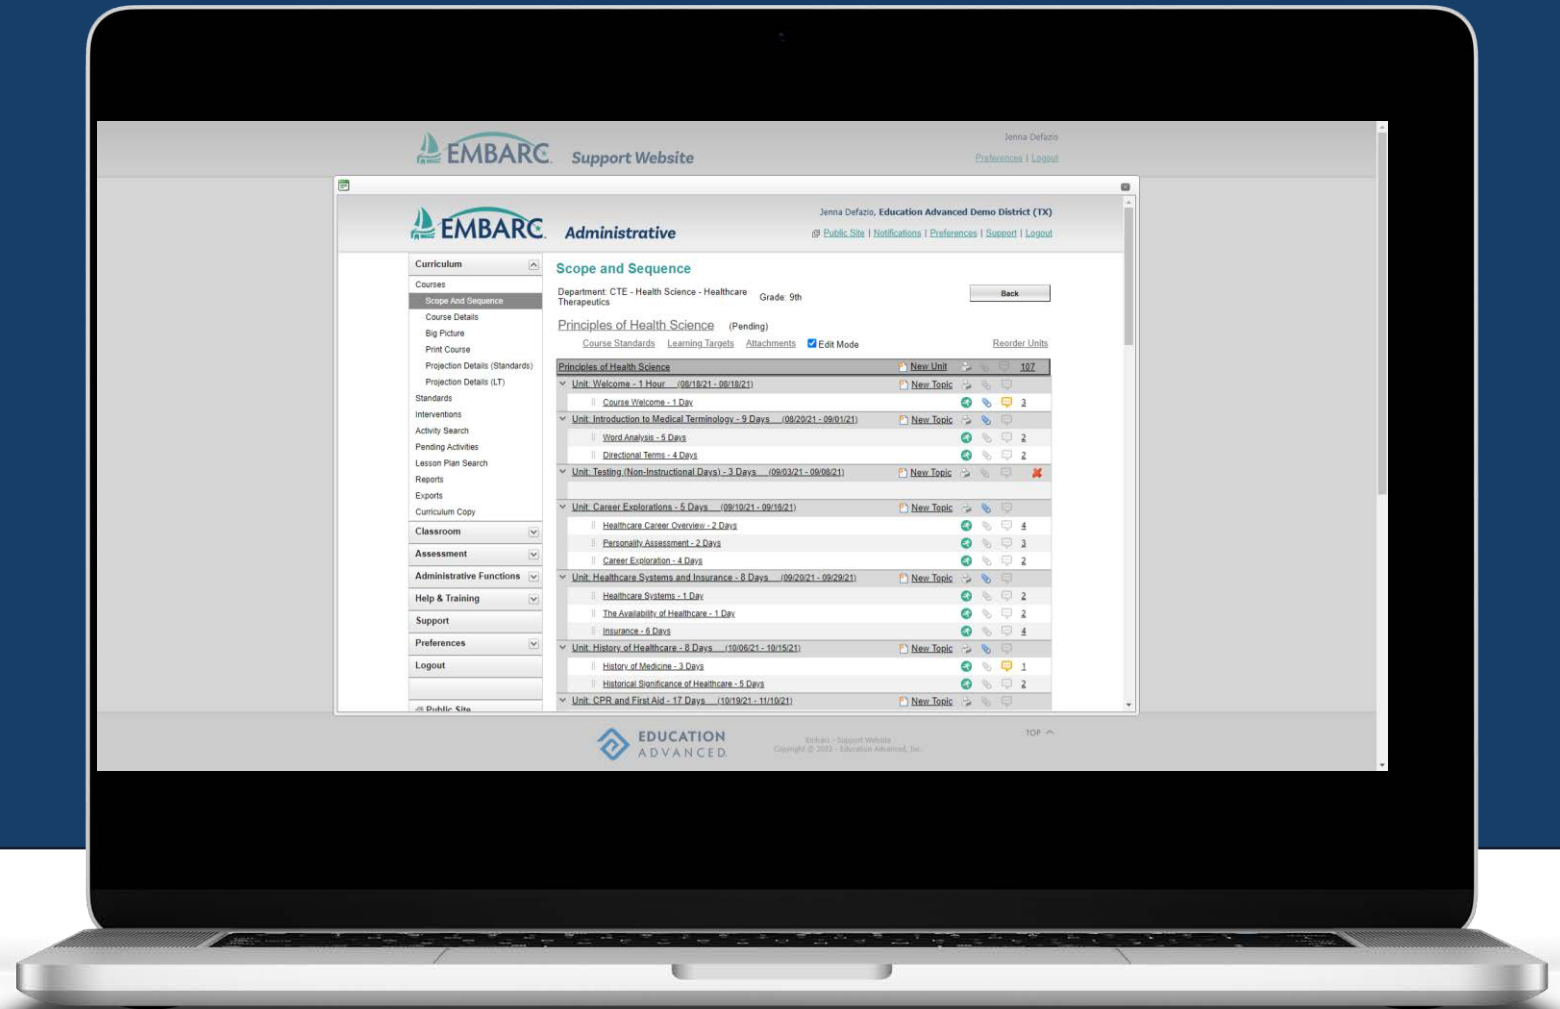 EMBARC. Support Website
Jenna Defazio
Preferences | Logout
EMBARC. Administrative
Jenna Defazio, Education Advanced Demo District (TX)
Public Site | Notifications | Preferences | Support | Logout
Curriculum
Courses
Scope And Sequence
Course Details
Big Picture
Print Course
Projection Details (Standards)
Projection Details (LT)
Standards
Interventions
Activity Search
Pending Activities
Lesson Plan Search
Reports
Exports
Curriculum Copy
Classroom
Assessment
Administrative Functions
Help & Training
Support
Preferences
Logout
Public Site
Scope and Sequence
Department: CTE - Health Science - Healthcare
Therapeutics
Grade: 9th
Back
Principles of Health Science (Pending)
Course Standards Learning Targets Attachments Edit Mode Reorder Units
Principles of Health Science New Unit 107
Unit: Welcome - 1 Hour (08/18/21 - 08/18/21) New Topic
Course Welcome - 1 Day 3
Unit: Introduction to Medical Terminology - 9 Days (08/20/21 - 09/01/21) New Topic
Word Analysis - 5 Days 2
Directional Terms - 4 Days 2
Unit: Testing (Non-Instructional Days) - 3 Days (09/03/21 - 09/08/21) New Topic
Unit: Career Explorations - 5 Days (09/10/21 - 09/16/21) New Topic
Healthcare Career Overview - 2 Days 4
Personality Assessment - 2 Days 3
Career Exploration - 4 Days 2
Unit: Healthcare Systems and Insurance - 8 Days (09/20/21 - 09/29/21) New Topic
Healthcare Systems - 1 Day 2
The Availability of Healthcare - 1 Day 2
Insurance - 6 Days 4
Unit: History of Healthcare - 8 Days (10/06/21 - 10/15/21) New Topic
History of Medicine - 3 Days 1
Historical Significance of Healthcare - 5 Days 2
Unit: CPR and First Aid - 17 Days (10/19/21 - 11/10/21) New Topic
EDUCATION
ADVANCED
Embarc - Support Website
Copyright © 2022 - Education Advanced, Inc.
TOP